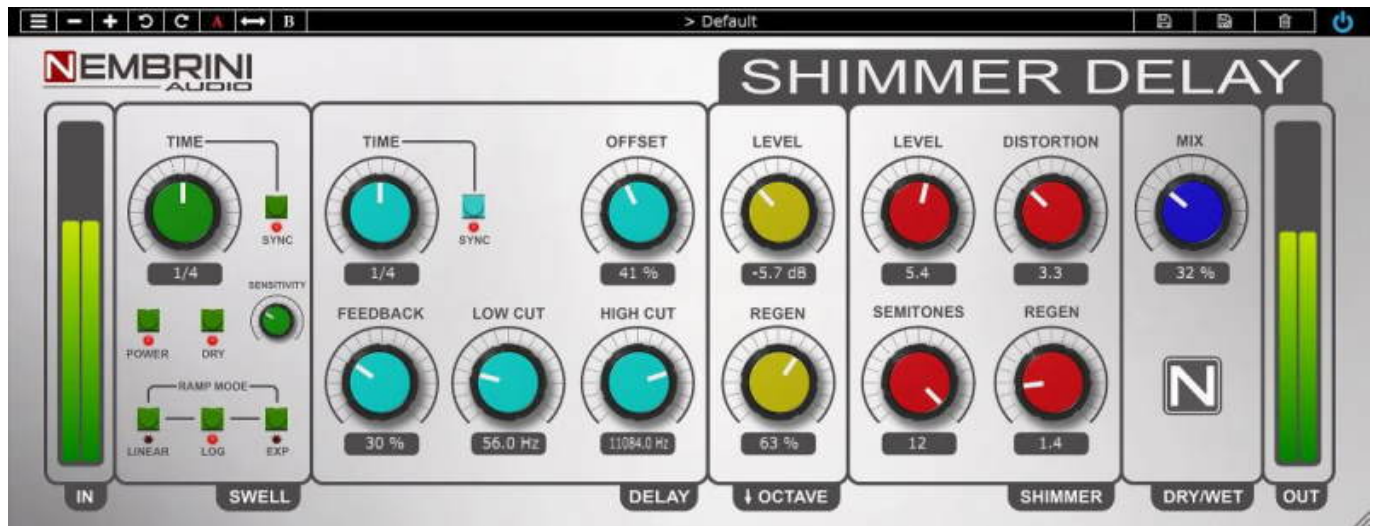 A B > Default
NEMBRINI
AUDIO
SHIMMER DELAY
TIME TIME OFFSET LEVEL LEVEL DISTORTION MIX
SYNC SYNC
1/4 1/4 41 % -5.7 dB 5.4 3.3 32 %
SENSITIVITY
FEEDBACK LOW CUT HIGH CUT REGEN SEMITONES REGEN
POWER DRY
RAMP MODE
N
30 % 56.0 Hz 11084.0 Hz 63 % 12 1.4
LINEAR LOG EXP
IN SWELL DELAY ↓ OCTAVE SHIMMER DRY/WET OUT